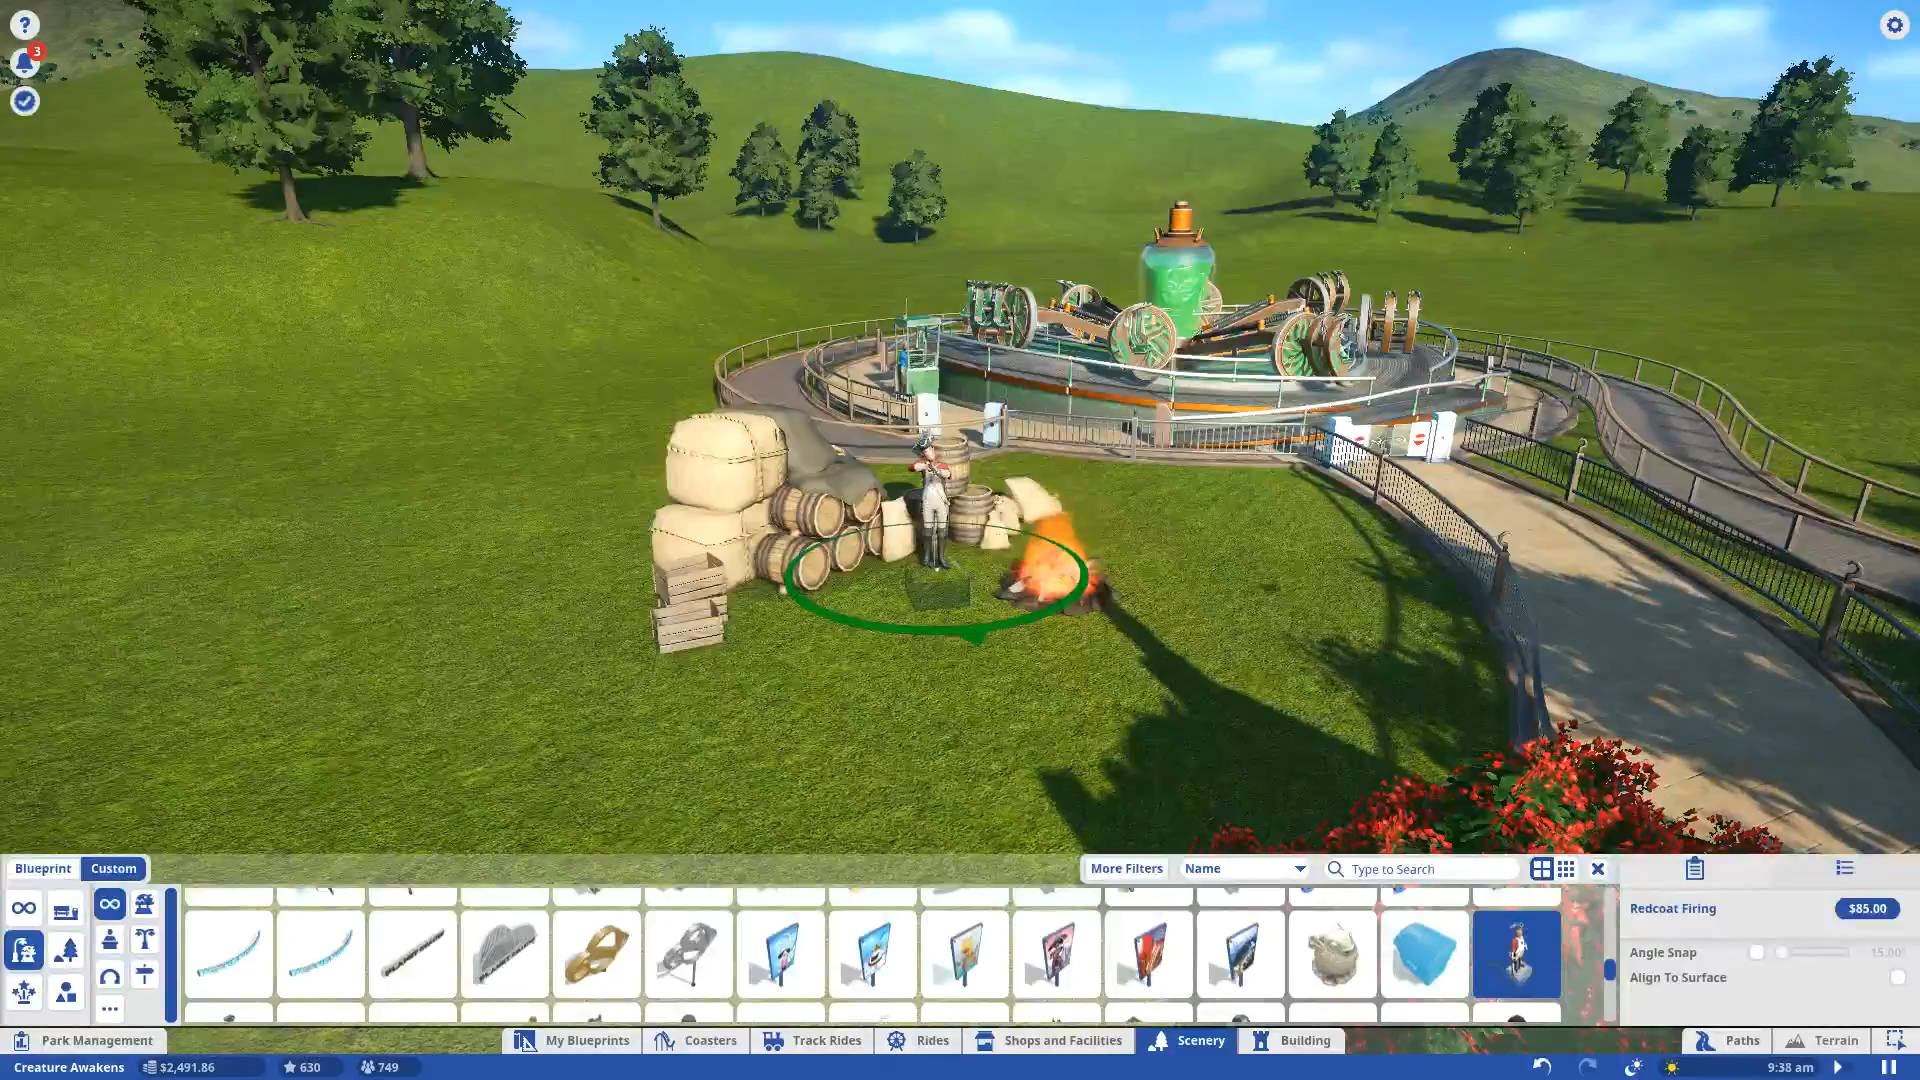 ?
3
Blueprint
Custom
More Filters
Name
Type to Search
Redcoat Firing
$85.00
Angle Snap
15.00°
Align To Surface
Park Management
My Blueprints
Coasters
Track Rides
Rides
Shops and Facilities
Scenery
Building
Paths
Terrain
Creature Awakens
$2,491.86
630
749
9:38 am